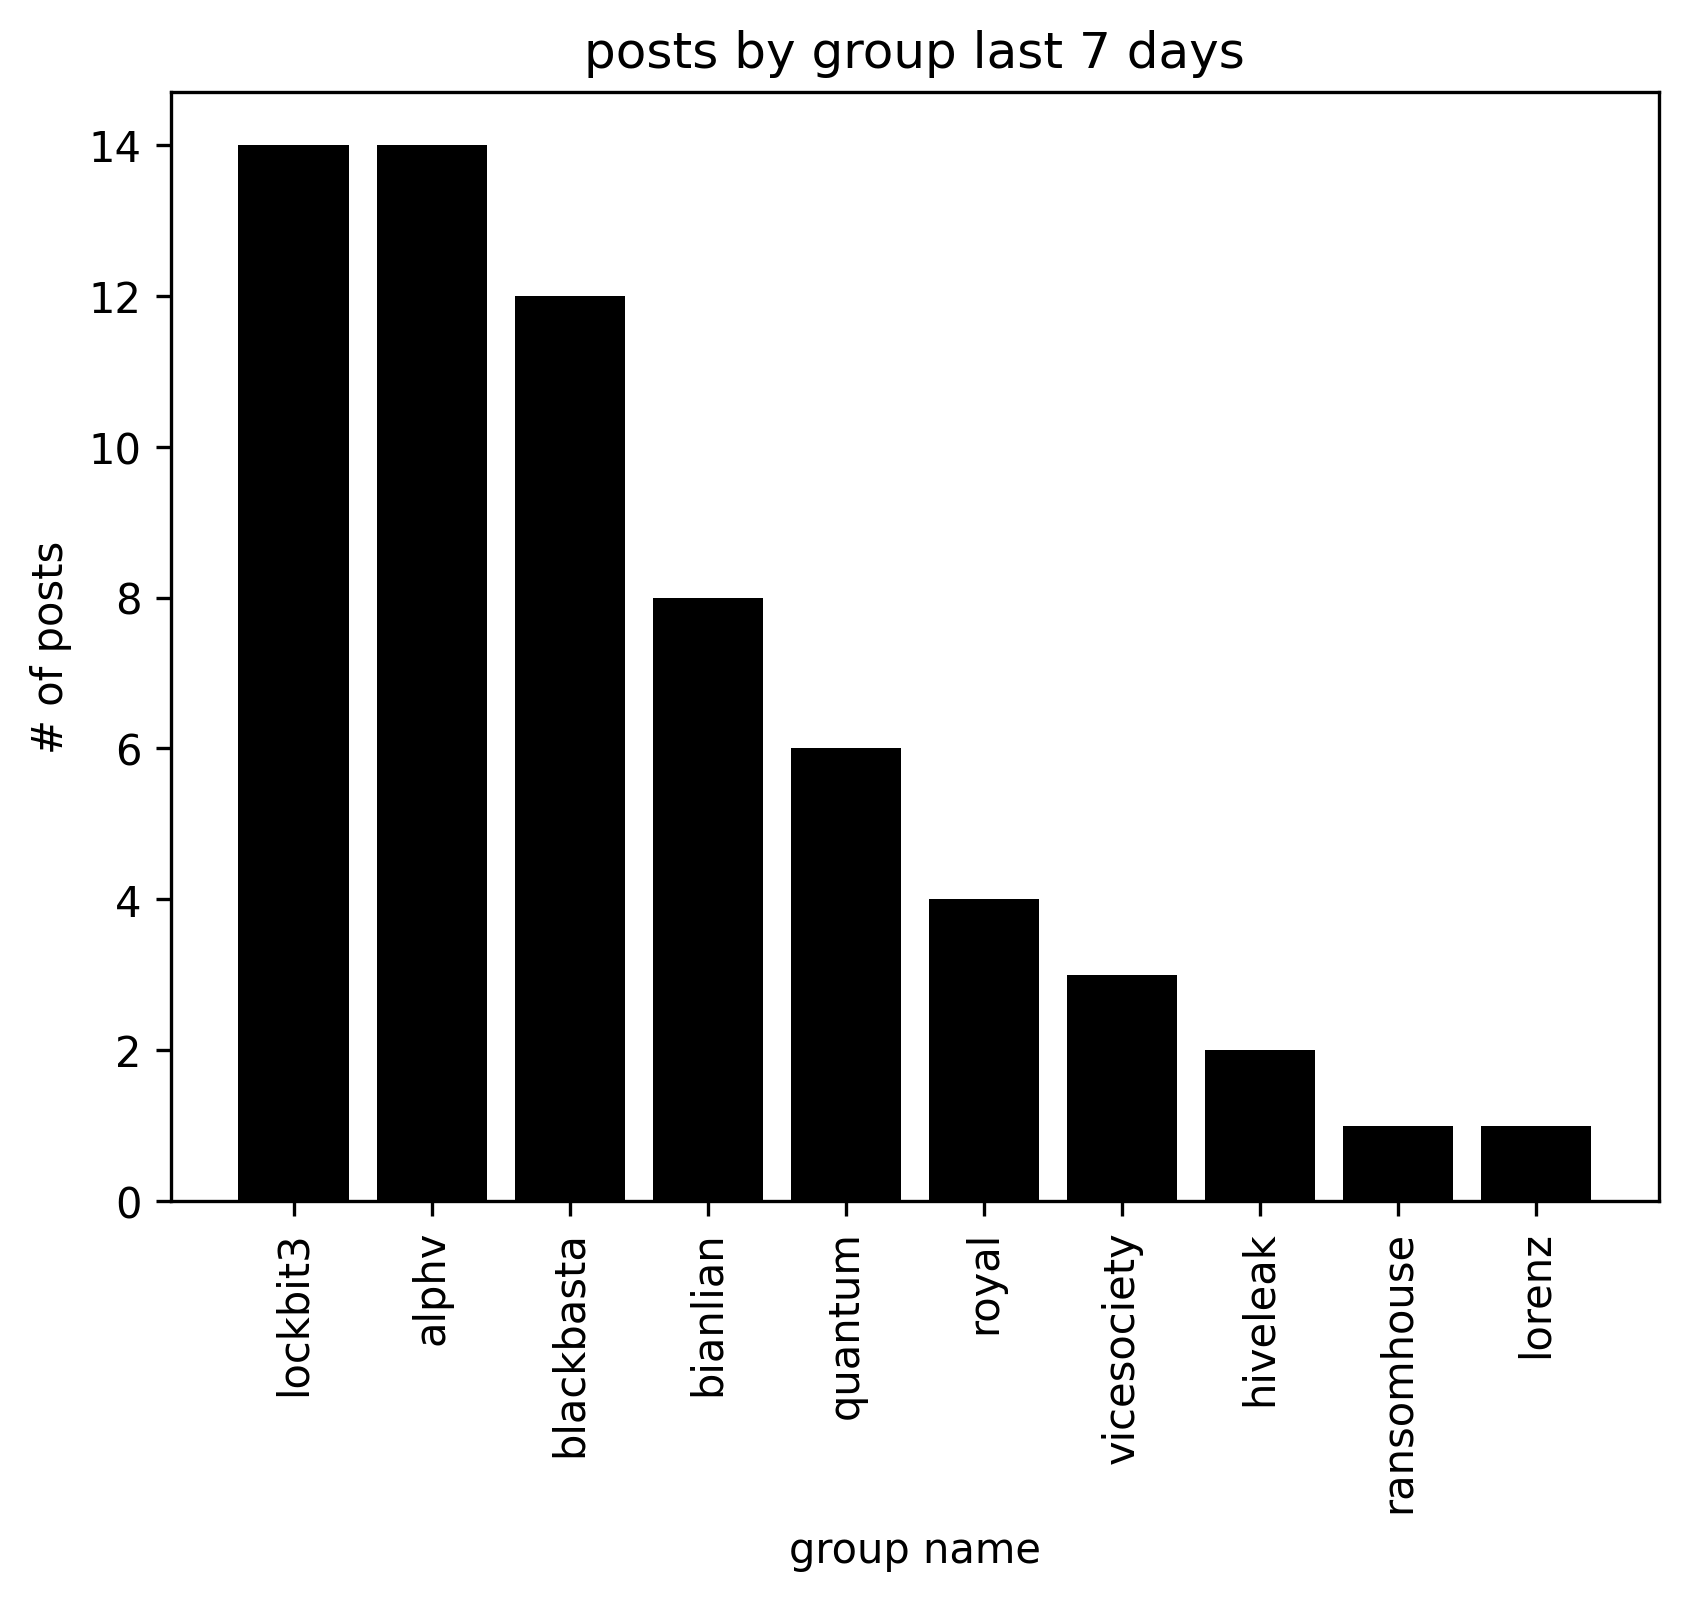 posts by group last 7 days
# of posts
14
12
10
8
6
4
2
0
lockbit3
alphv
blackbasta
bianlian
quantum
royal
vicesociety
hiveleak
ransomhouse
lorenz
group name